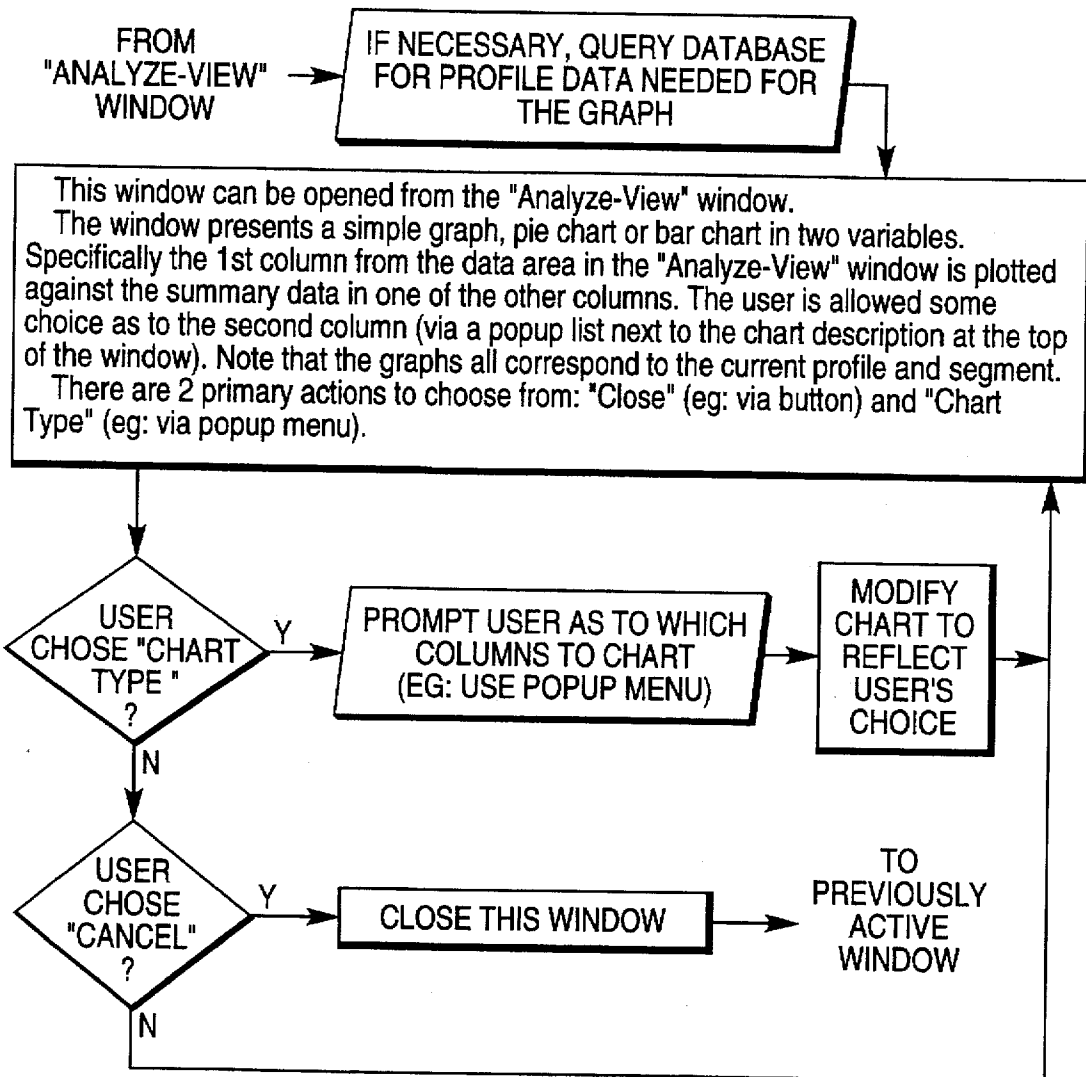 FROM
"ANALYZE-VIEW"
WINDOW
IF NECESSARY, QUERY DATABASE
FOR PROFILE DATA NEEDED FOR
THE GRAPH
This window can be opened from the "Analyze-View" window.
The window presents a simple graph, pie chart or bar chart in two variables.
Specifically the 1st column from the data area in the "Analyze-View" window is plotted
against the summary data in one of the other columns. The user is allowed some
choice as to the second column (via a popup list next to the chart description at the top
of the window). Note that the graphs all correspond to the current profile and segment.
There are 2 primary actions to choose from: "Close" (eg: via button) and "Chart
Type" (eg: via popup menu).
USER
CHOSE "CHART
TYPE "
?
Y
PROMPT USER AS TO WHICH
COLUMNS TO CHART
(EG: USE POPUP MENU)
MODIFY
CHART TO
REFLECT
USER'S
CHOICE
N
USER
CHOSE
"CANCEL"
?
Y
CLOSE THIS WINDOW
TO
PREVIOUSLY
ACTIVE
WINDOW
N